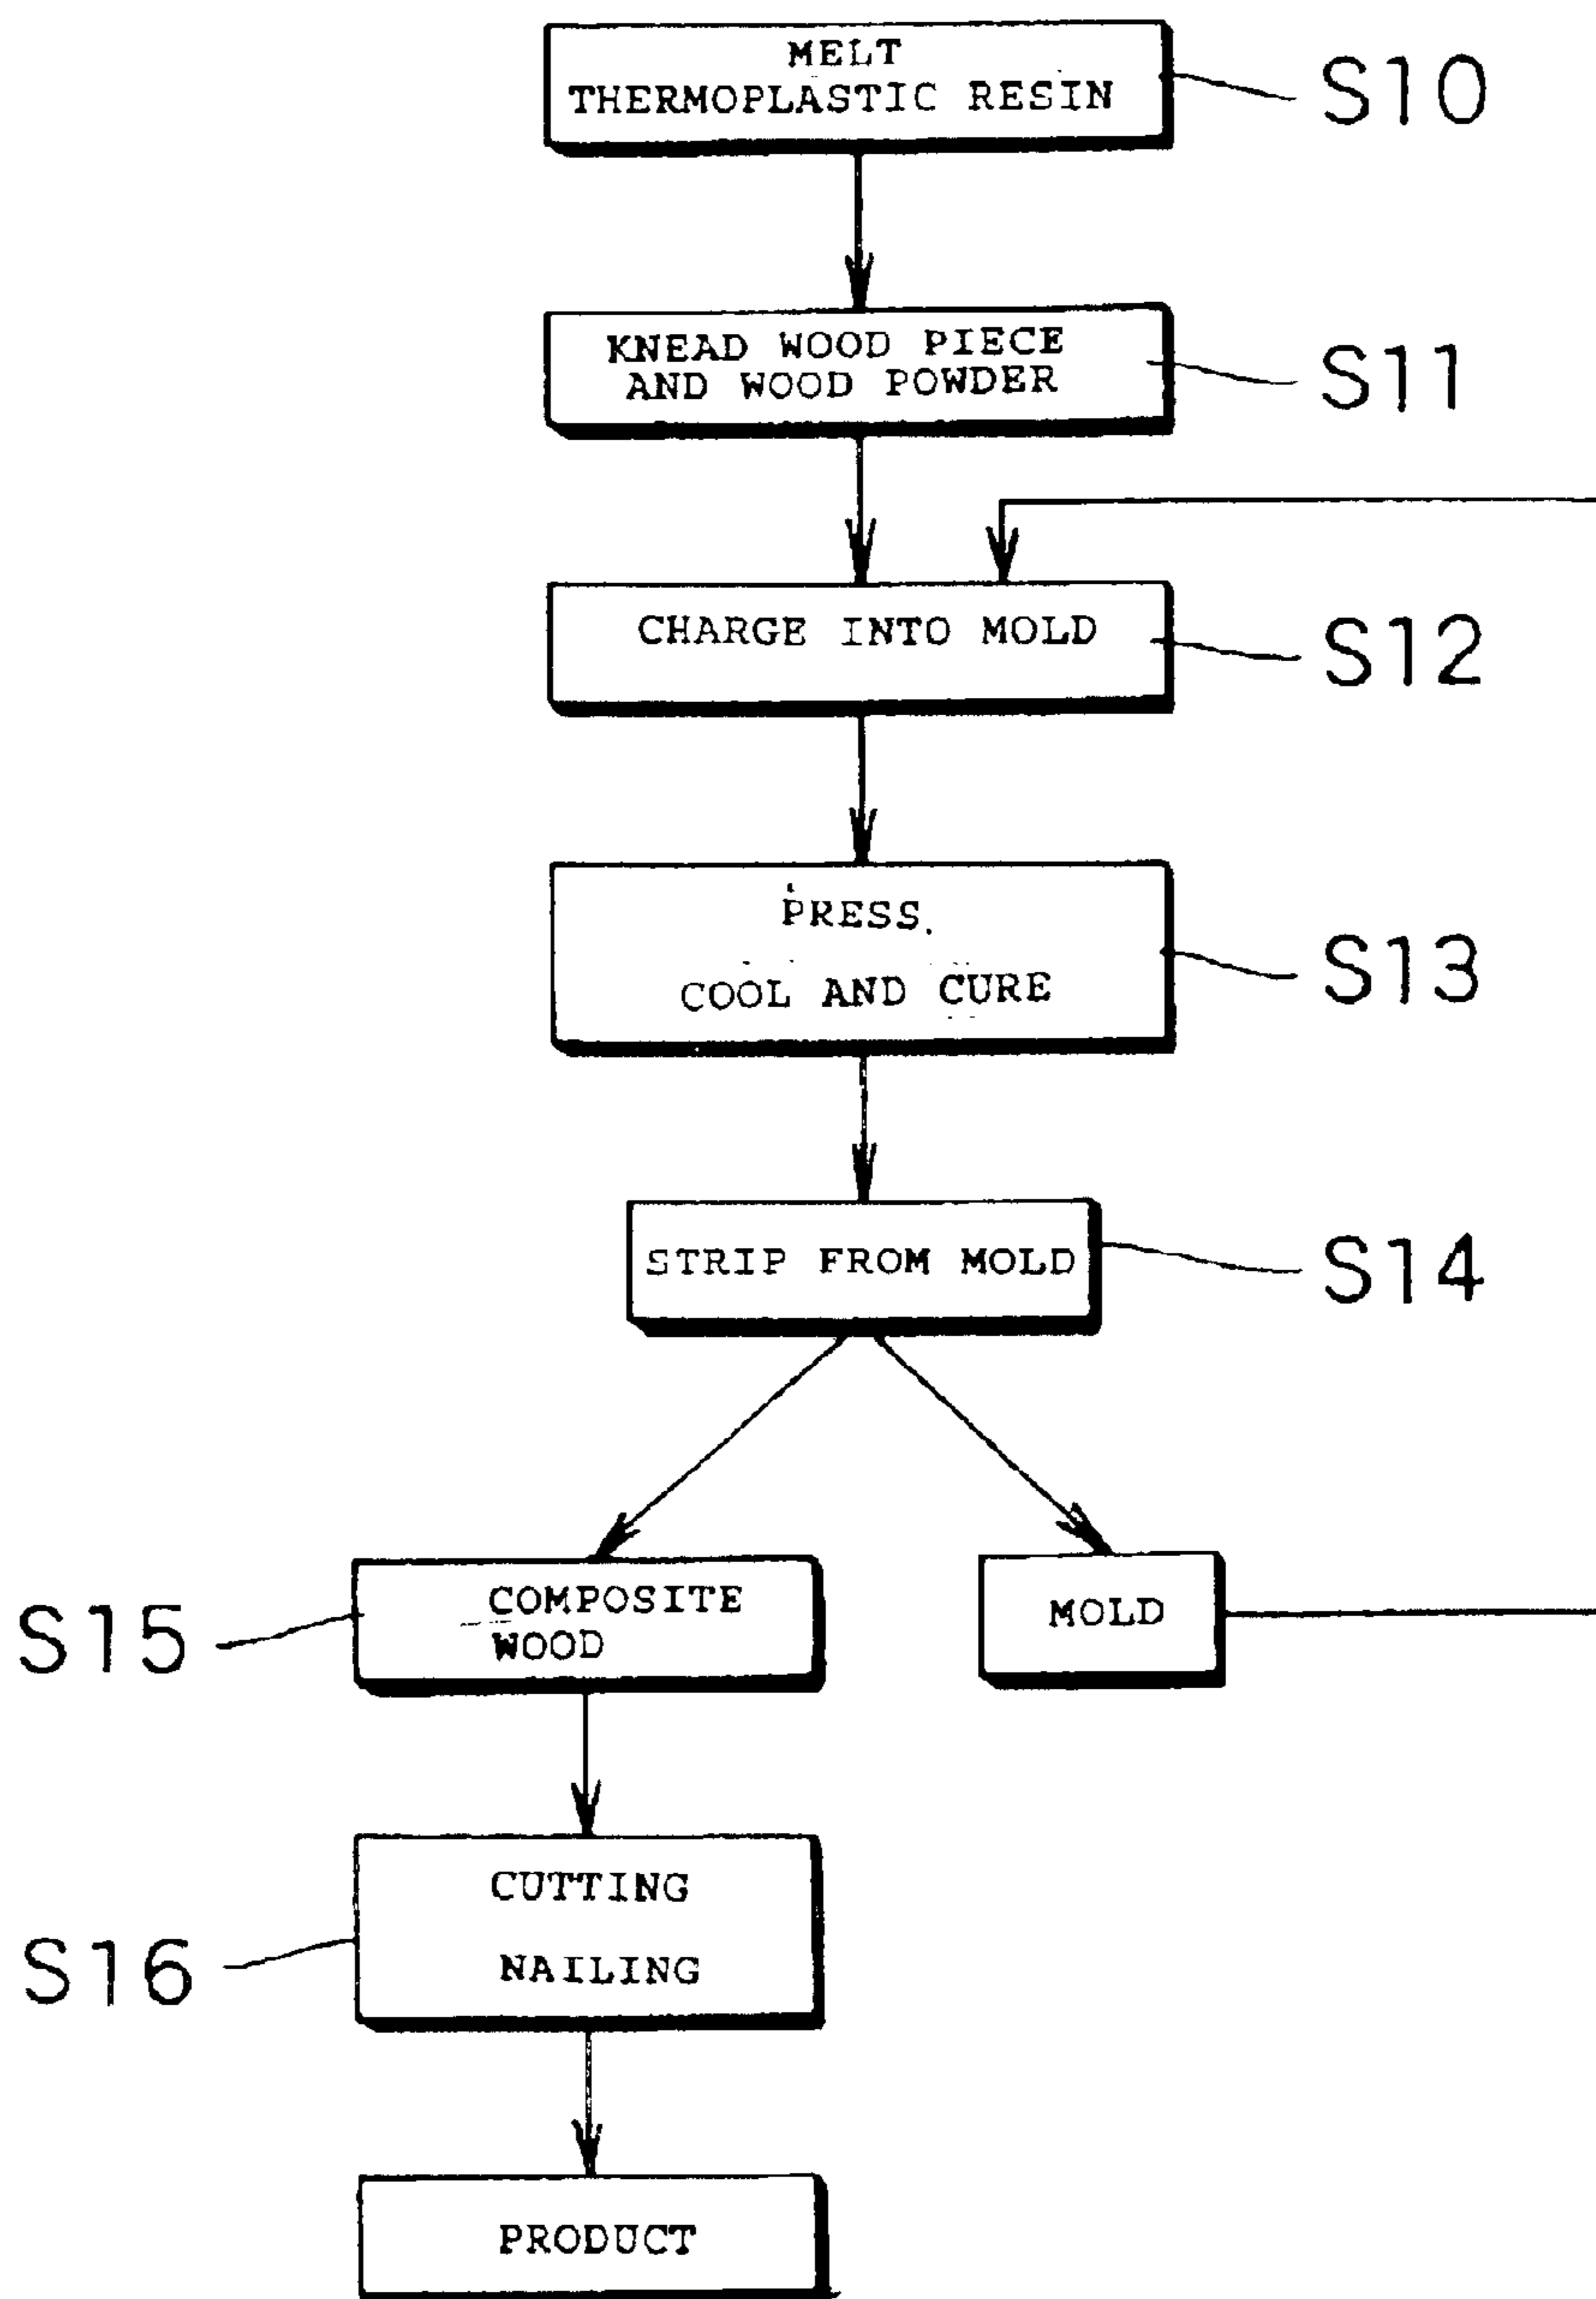 MELT
THERMOPLASTIC RESIN
S10
KNEAD WOOD PIECE
AND WOOD POWDER
S11
CHARGE INTO MOLD
S12
PRESS.
COOL AND CURE
S13
STRIP FROM MOLD
S14
COMPOSITE
WOOD
S15
MOLD
CUTTING
NAILING
S16
PRODUCT